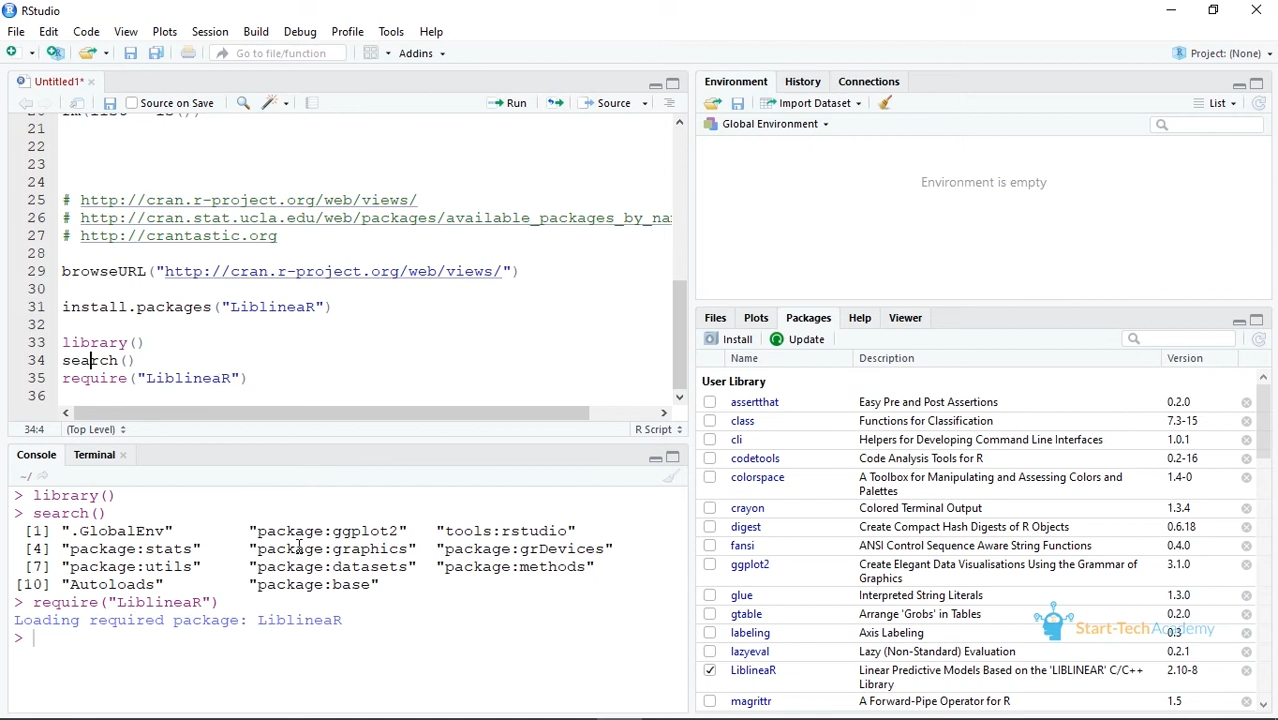 RStudio
File Edit Code View Plots Session Build Debug Profile Tools Help
Go to file/function Addins Project: (None)
Untitled1*
Source on Save Run Source
20 rm(list = ls())
21
22
23
24
25 # http://cran.r-project.org/web/views/
26 # http://cran.stat.ucla.edu/web/packages/available_packages_by_na
27 # http://crantastic.org
28
29 browseURL("http://cran.r-project.org/web/views/")
30
31 install.packages("LiblineaR")
32
33 library()
34 search()
35 require("LiblineaR")
36
34:4 (Top Level) R Script
Console Terminal
~/
> library()
> search()
[1] ".GlobalEnv" "package:ggplot2" "tools:rstudio"
[4] "package:stats" "package:graphics" "package:grDevices"
[7] "package:utils" "package:datasets" "package:methods"
[10] "Autoloads" "package:base"
> require("LiblineaR")
Loading required package: LiblineaR
>
Environment History Connections
Import Dataset List
Global Environment
Environment is empty
Files Plots Packages Help Viewer
Install Update
Name Description Version
User Library
assertthat Easy Pre and Post Assertions 0.2.0
class Functions for Classification 7.3-15
cli Helpers for Developing Command Line Interfaces 1.0.1
codetools Code Analysis Tools for R 0.2-16
colorspace A Toolbox for Manipulating and Assessing Colors and 1.4-0
Palettes
crayon Colored Terminal Output 1.3.4
digest Create Compact Hash Digests of R Objects 0.6.18
fansi ANSI Control Sequence Aware String Functions 0.4.0
ggplot2 Create Elegant Data Visualisations Using the Grammar of 3.1.0
Graphics
glue Interpreted String Literals 1.3.0
gtable Arrange 'Grobs' in Tables 0.2.0
labeling Axis Labeling 0.3
lazyeval Lazy (Non-Standard) Evaluation 0.2.1
LiblineaR Linear Predictive Models Based on the 'LIBLINEAR' C/C++ 2.10-8
Library
magrittr A Forward-Pipe Operator for R 1.5
Start-TechAcademy